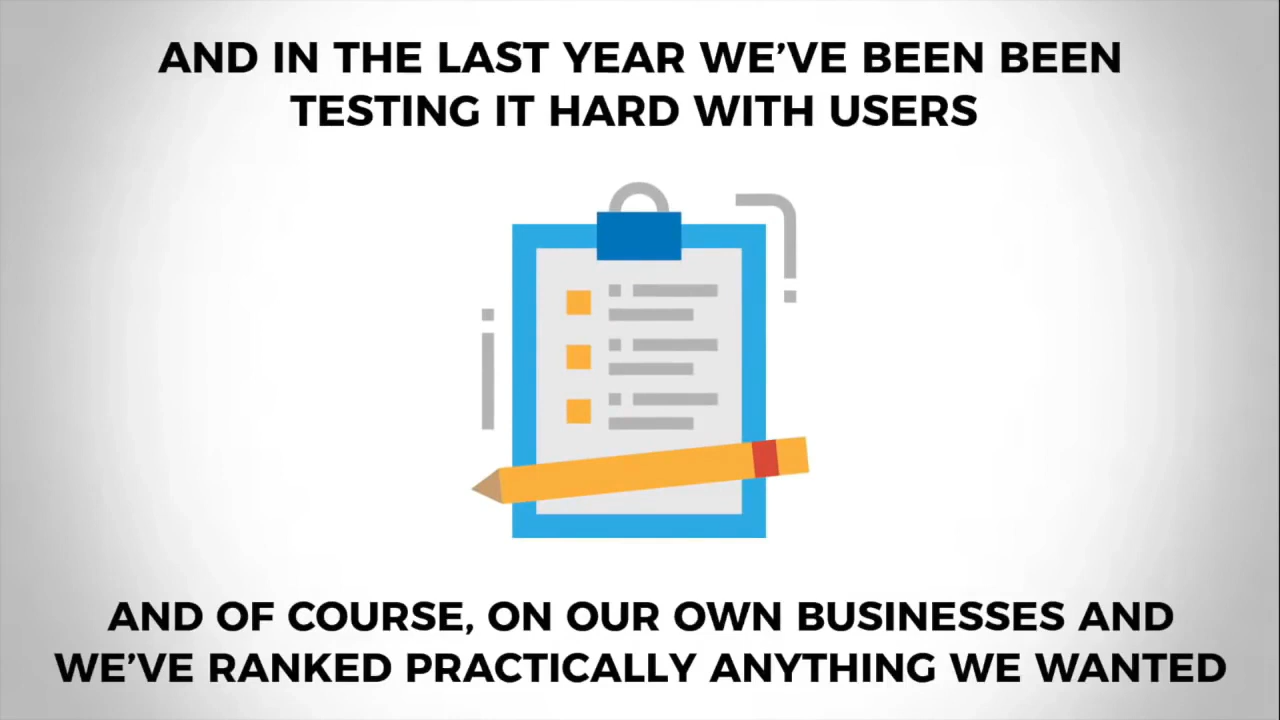 AND IN THE LAST YEAR WE’VE BEEN BEEN
TESTING IT HARD WITH USERS
AND OF COURSE, ON OUR OWN BUSINESSES AND
WE’VE RANKED PRACTICALLY ANYTHING WE WANTED